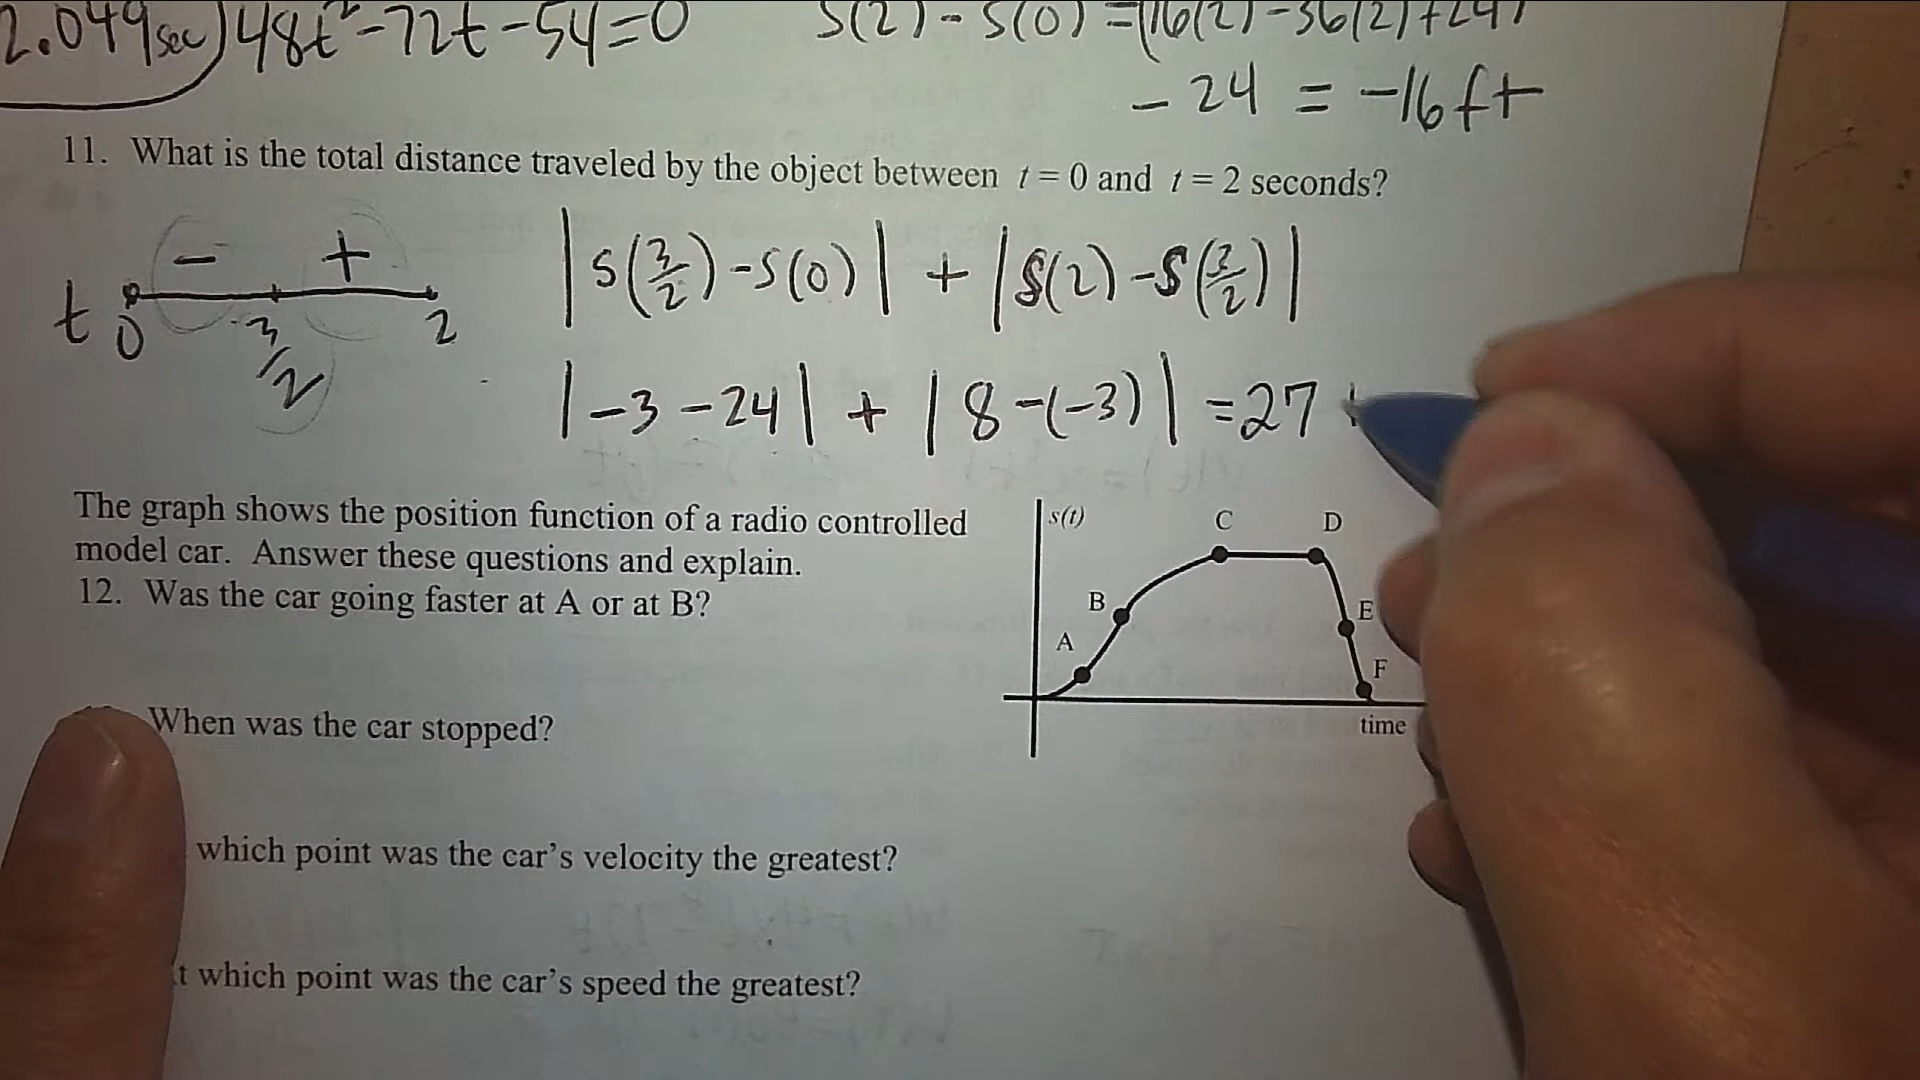 2.049 sec) 48t²-72t-54=0
S(2) - S(0) = (16(2) -36(2)+24)
- 24 = -16ft
11. What is the total distance traveled by the object between t = 0 and t = 2 seconds?
- +
t 0 3/2 2
|s(3/2)-s(0)| + |s(2)-s(3/2)|
|-3-24| + |8-(-3)| =27
The graph shows the position function of a radio controlled
model car. Answer these questions and explain.
12. Was the car going faster at A or at B?
When was the car stopped?
which point was the car's velocity the greatest?
t which point was the car's speed the greatest?
s(t)
C D
B E
A F
time